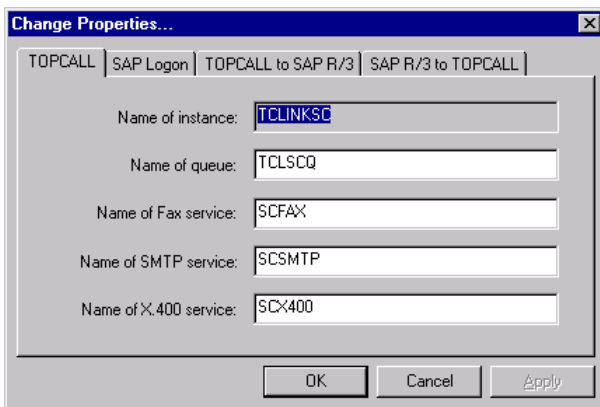 Change Properties...
TOPCALL SAP Logon TOPCALL to SAP R/3 SAP R/3 to TOPCALL
Name of instance: TCLINKSC
Name of queue: TCLSCQ
Name of Fax service: SCFAX
Name of SMTP service: SCSMTP
Name of X.400 service: SCX400
OK Cancel Apply